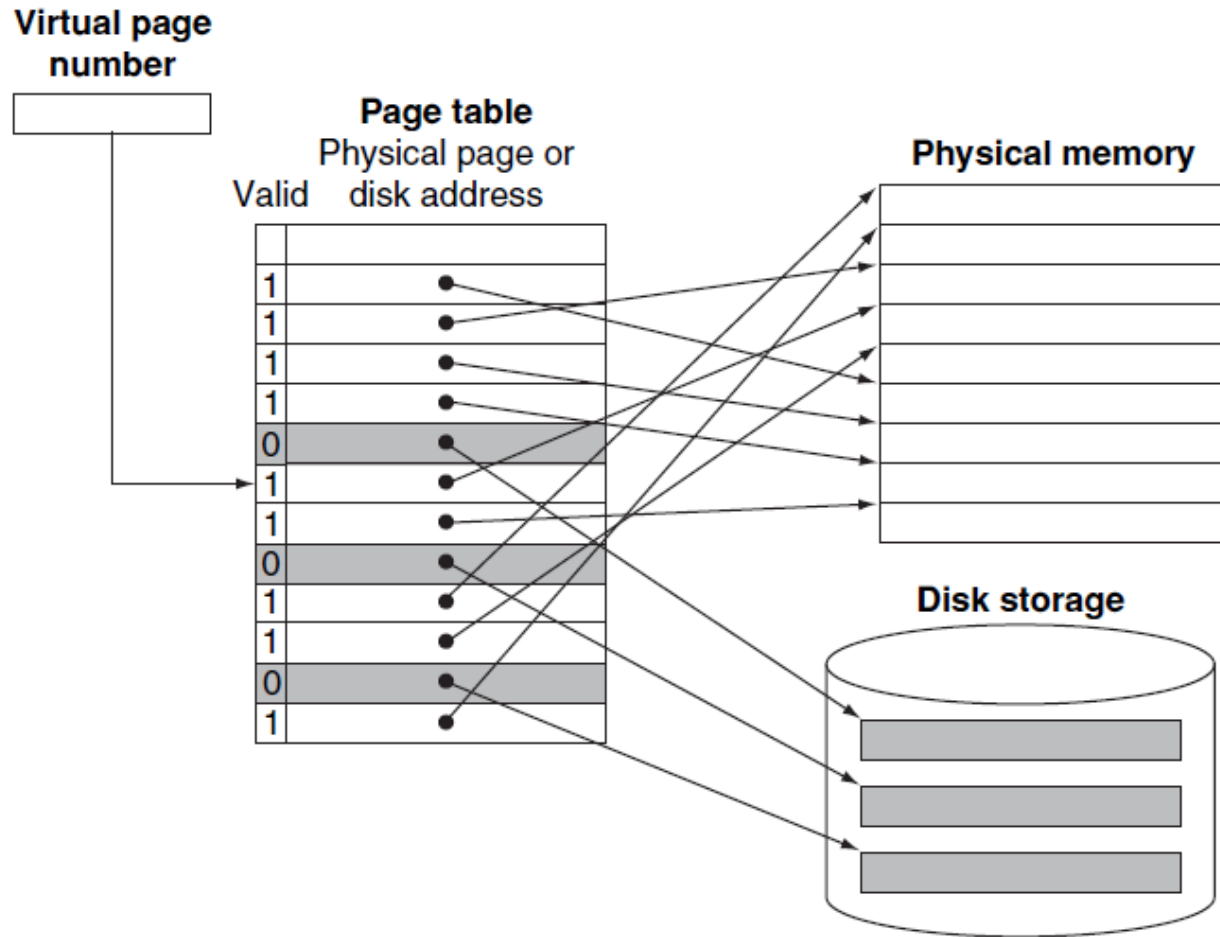 Virtual page
number
Page table
Physical page or
Valid disk address
Physical memory
1
1
1
1
0
1
1
0
1
1
0
1
Disk storage